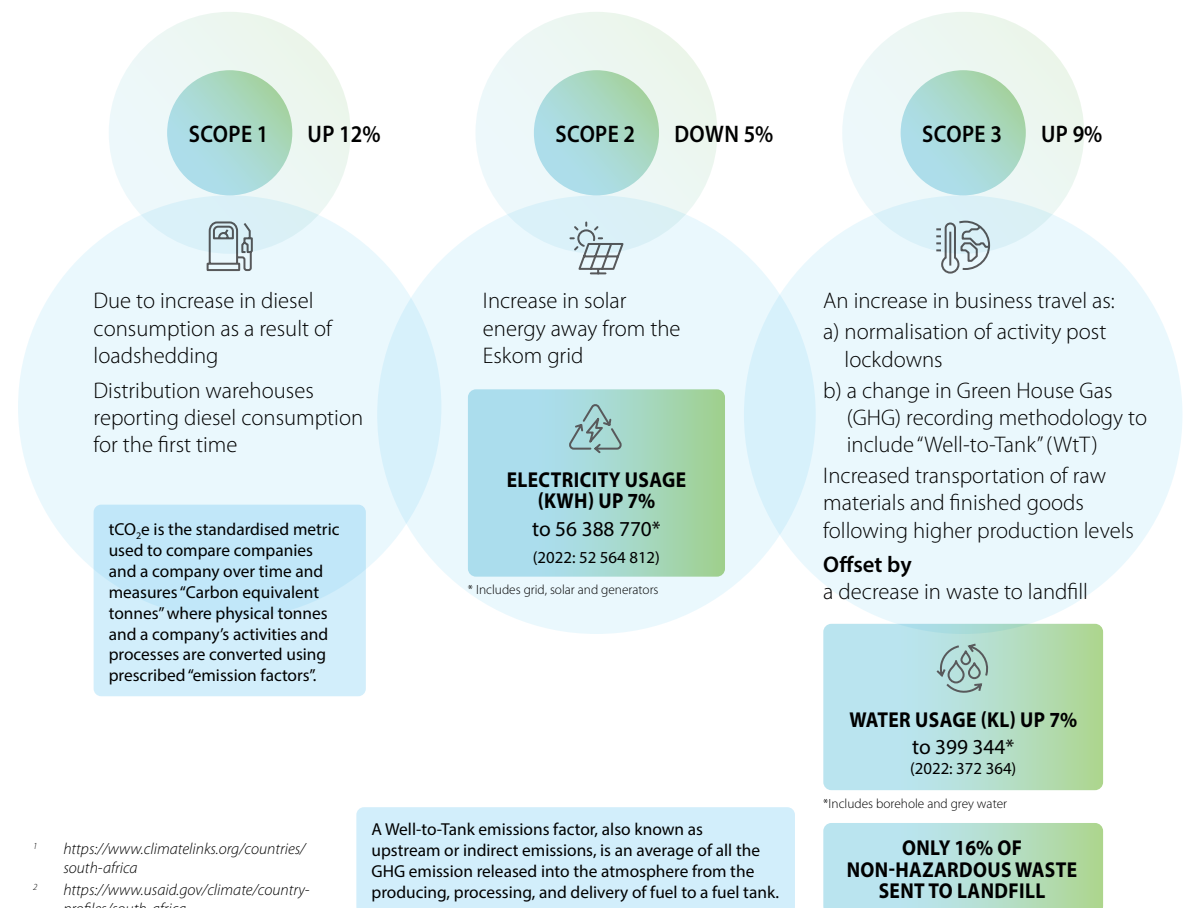 SCOPE 1
UP 12%
Due to increase in diesel
consumption as a result of
loadshedding
Distribution warehouses
reporting diesel consumption
for the first time
tCO₂e is the standardised metric
used to compare companies
and a company over time and
measures “Carbon equivalent
tonnes” where physical tonnes
and a company’s activities and
processes are converted using
prescribed “emission factors”.
SCOPE 2
DOWN 5%
Increase in solar
energy away from the
Eskom grid
ELECTRICITY USAGE
(KWH) UP 7%
to 56 388 770*
(2022: 52 564 812)
* Includes grid, solar and generators
SCOPE 3
UP 9%
An increase in business travel as:
a) normalisation of activity post
lockdowns
b) a change in Green House Gas
(GHG) recording methodology to
include “Well-to-Tank” (WtT)
Increased transportation of raw
materials and finished goods
following higher production levels
Offset by
a decrease in waste to landfill
WATER USAGE (KL) UP 7%
to 399 344*
(2022: 372 364)
*Includes borehole and grey water
ONLY 16% OF
NON-HAZARDOUS WASTE
SENT TO LANDFILL
A Well-to-Tank emissions factor, also known as
upstream or indirect emissions, is an average of all the
GHG emission released into the atmosphere from the
producing, processing, and delivery of fuel to a fuel tank.
1 https://www.climatelinks.org/countries/
south-africa
2 https://www.usaid.gov/climate/country-
profiles/south-africa